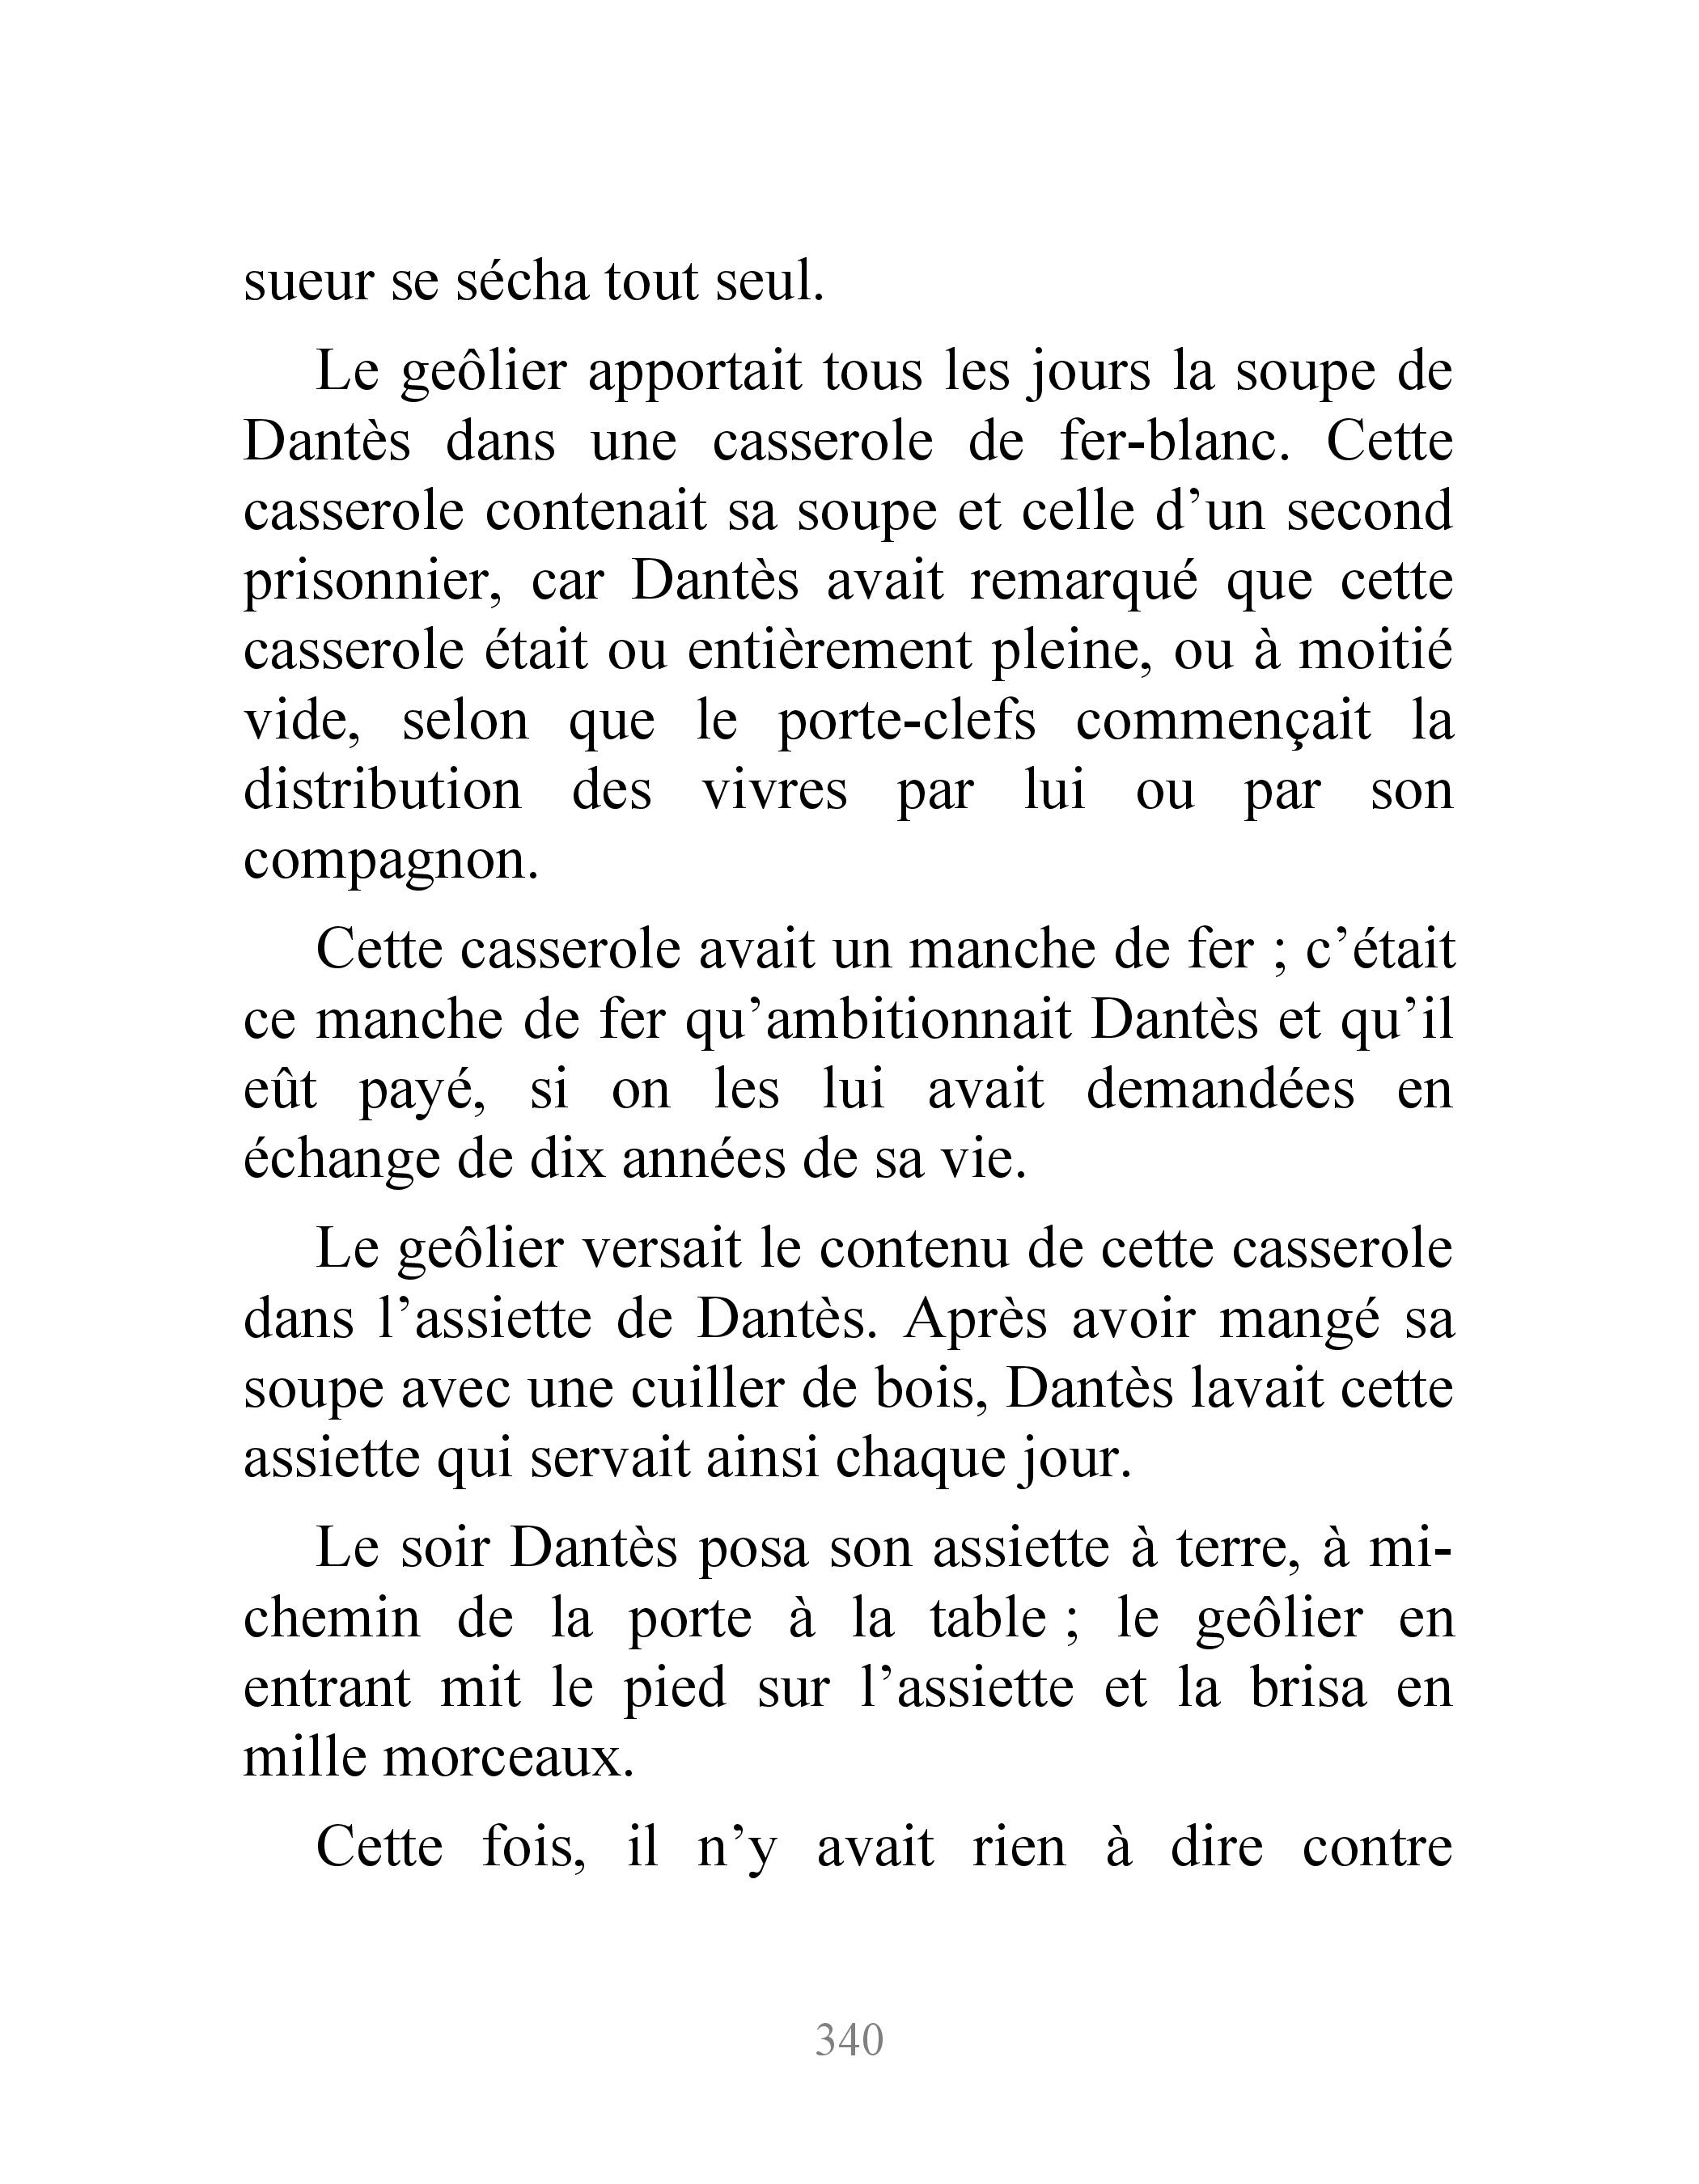 sueur se sécha tout seul.
Le geôlier apportait tous les jours la soupe de
Dantès dans une casserole de fer-blanc. Cette
casserole contenait sa soupe et celle d’un second
prisonnier, car Dantès avait remarqué que cette
casserole était ou entièrement pleine, ou à moitié
vide, selon que le porte-clefs commençait la
distribution des vivres par lui ou par son
compagnon.
Cette casserole avait un manche de fer ; c’était
ce manche de fer qu’ambitionnait Dantès et qu’il
eût payé, si on les lui avait demandées en
échange de dix années de sa vie.
Le geôlier versait le contenu de cette casserole
dans l’assiette de Dantès. Après avoir mangé sa
soupe avec une cuiller de bois, Dantès lavait cette
assiette qui servait ainsi chaque jour.
Le soir Dantès posa son assiette à terre, à mi-
chemin de la porte à la table ; le geôlier en
entrant mit le pied sur l’assiette et la brisa en
mille morceaux.
Cette fois, il n’y avait rien à dire contre
340